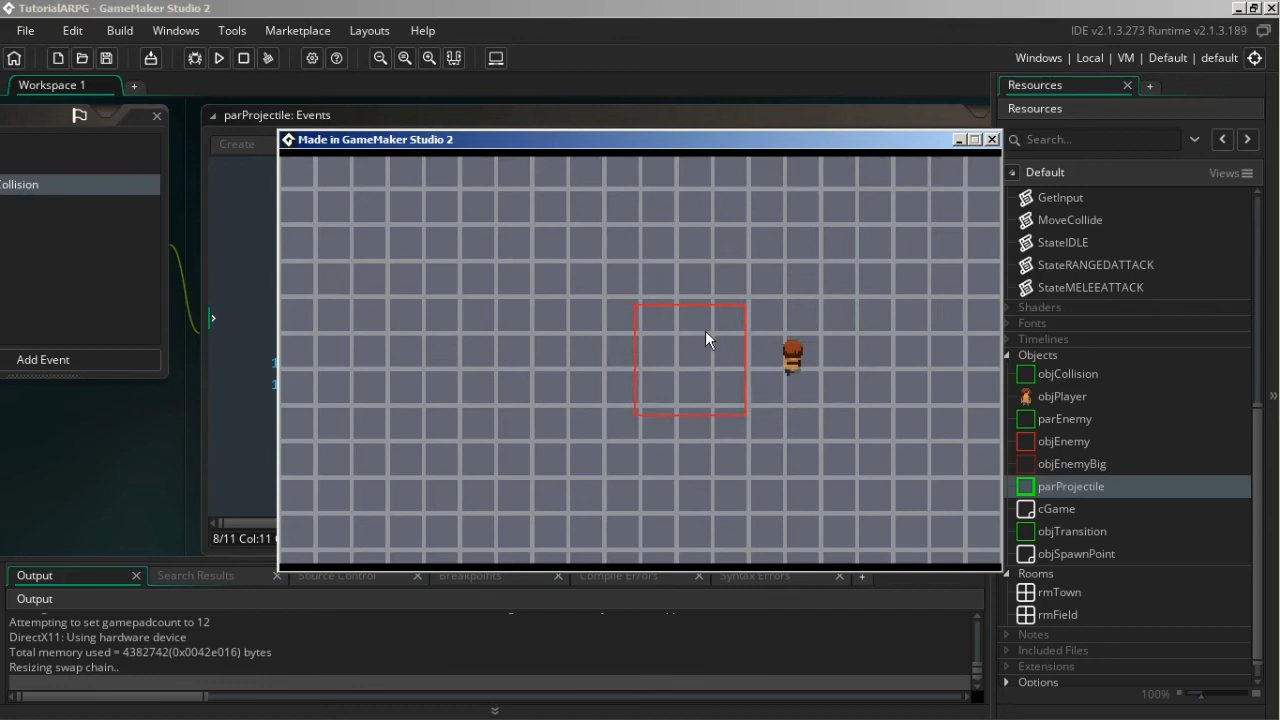 TutorialARPG - GameMaker Studio 2
File Edit Build Windows Tools Marketplace Layouts Help
IDE v2.1.3.273 Runtime v2.1.3.189
Windows | Local | VM | Default | default
Workspace 1
Resources
Resources
parProjectile: Events
Create
Made in GameMaker Studio 2
Search...
Default
Views
ollision
GetInput
MoveCollide
StateIDLE
StateRANGEDATTACK
StateMELEEATTACK
Shaders
Fonts
Timelines
Objects
objCollision
objPlayer
parEnemy
objEnemy
objEnemyBig
parProjectile
cGame
objTransition
objSpawnPoint
Rooms
rmTown
rmField
Notes
Included Files
Extensions
Options
100%
Add Event
1
1
8/11 Col:11
Output Search Results Source Control Breakpoints Compile Errors Syntax Errors
Output
Attempting to set gamepadcount to 12
DirectX11: Using hardware device
Total memory used = 4382742(0x0042e016) bytes
Resizing swap chain..